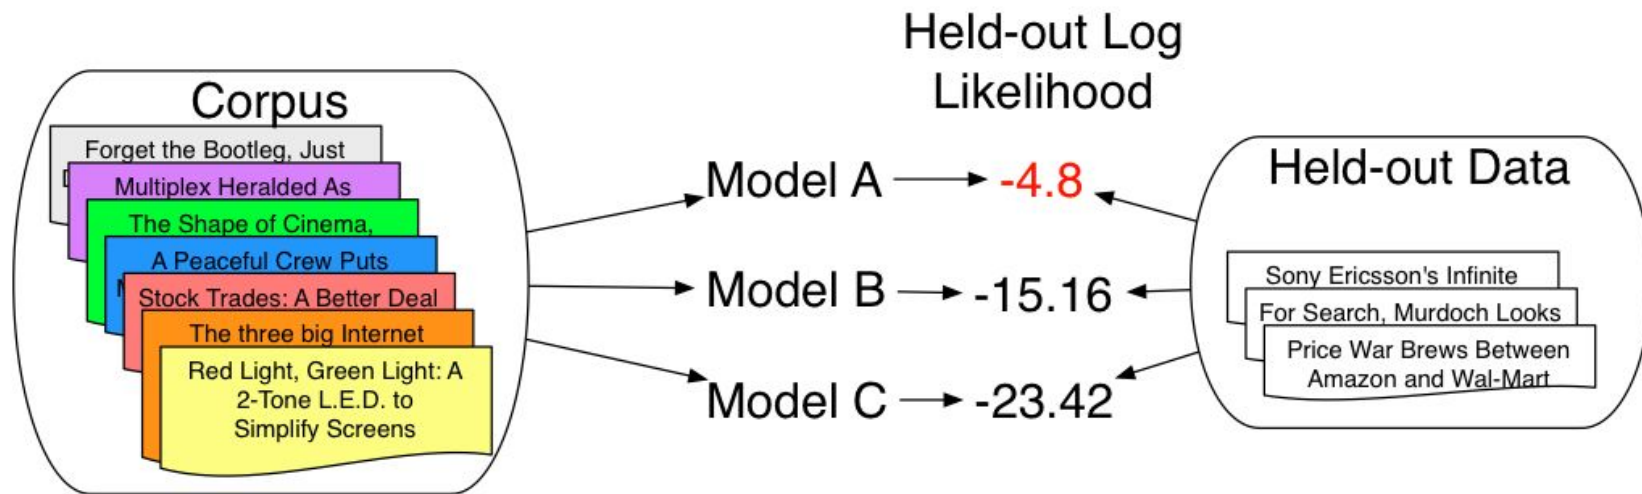 Held-out Log
Likelihood
Corpus
Forget the Bootleg, Just
Multiplex Heralded As
The Shape of Cinema,
A Peaceful Crew Puts
Stock Trades: A Better Deal
The three big Internet
Red Light, Green Light: A
2-Tone L.E.D. to
Simplify Screens
Model A
-4.8
Model B
-15.16
Model C
-23.42
Held-out Data
Sony Ericsson's Infinite
For Search, Murdoch Looks
Price War Brews Between
Amazon and Wal-Mart